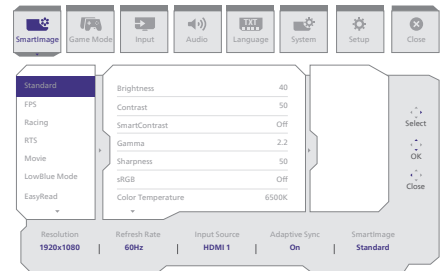 SmartImage
Game Mode
Input
Audio
TXT
Language
System
Setup
Close
Standard
FPS
Racing
RTS
Movie
LowBlue Mode
EasyRead
Brightness 40
Contrast 50
SmartContrast Off
Gamma 2.2
Sharpness 50
sRGB Off
Color Temperature 6500K
Select
OK
Close
Resolution Refresh Rate Input Source Adaptive Sync SmartImage
1920x1080 | 60Hz | HDMI 1 | On | Standard